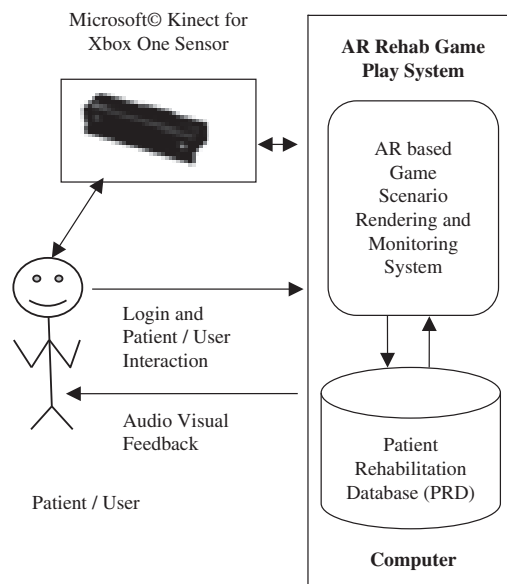 Microsoft© Kinect for
Xbox One Sensor
AR Rehab Game
Play System
AR based
Game
Scenario
Rendering and
Monitoring
System
Login and
Patient / User
Interaction
Audio Visual
Feedback
Patient / User
Patient
Rehabilitation
Database (PRD)
Computer